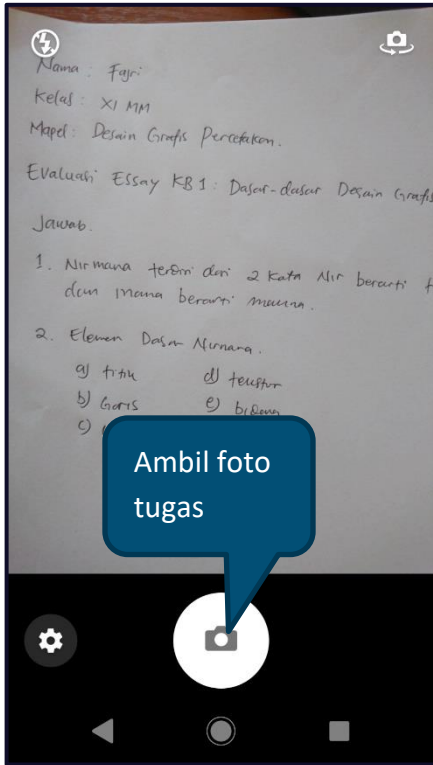 Nama : Fajri
Kelas : XI MM
Mapel : Desain Grafis Percetakan.
Evaluasi Essay KB 1 : Dasar-dasar Desain Grafis
Jawab.
1. Nirmana terdiri dari 2 kata Nir berarti
dan mana berarti makna.
2. Elemen Dasar Nirmana.
a) titik
d) tekstur
b) Garis
e) bidang
c)
Ambil foto
tugas